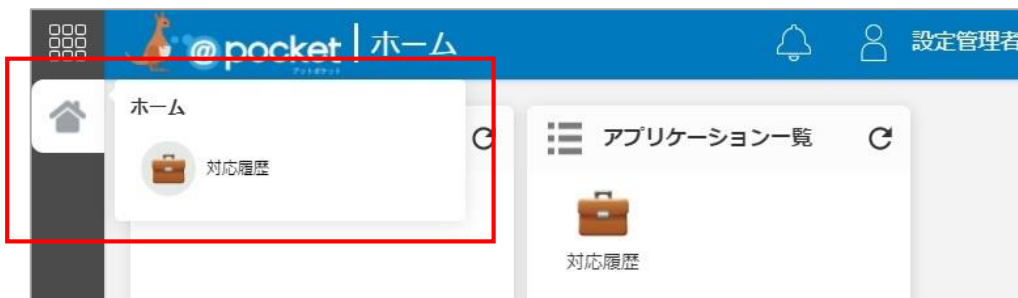 @pocket ホーム
アットポケット
設定管理者
ホーム
対応履歴
アプリケーション一覧
対応履歴